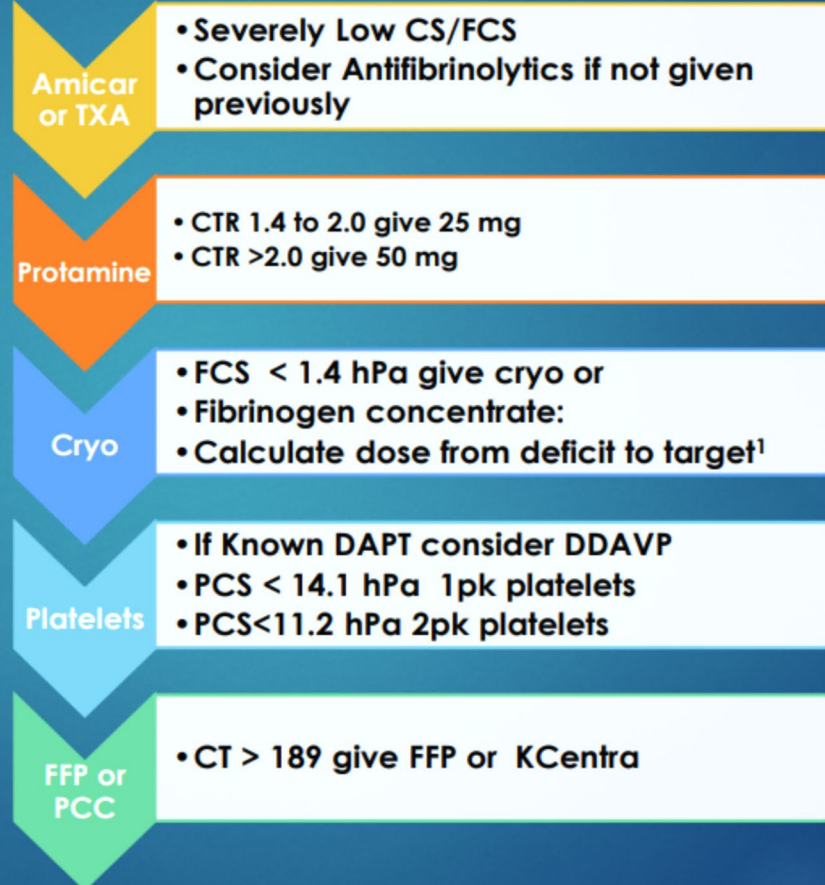 Amicar
or TXA
• Severely Low CS/FCS
• Consider Antifibrinolytics if not given
previously
Protamine
• CTR 1.4 to 2.0 give 25 mg
• CTR >2.0 give 50 mg
Cryo
• FCS < 1.4 hPa give cryo or
• Fibrinogen concentrate:
• Calculate dose from deficit to target¹
Platelets
• If Known DAPT consider DDAVP
• PCS < 14.1 hPa 1pk platelets
• PCS<11.2 hPa 2pk platelets
FFP or
PCC
• CT > 189 give FFP or KCentra